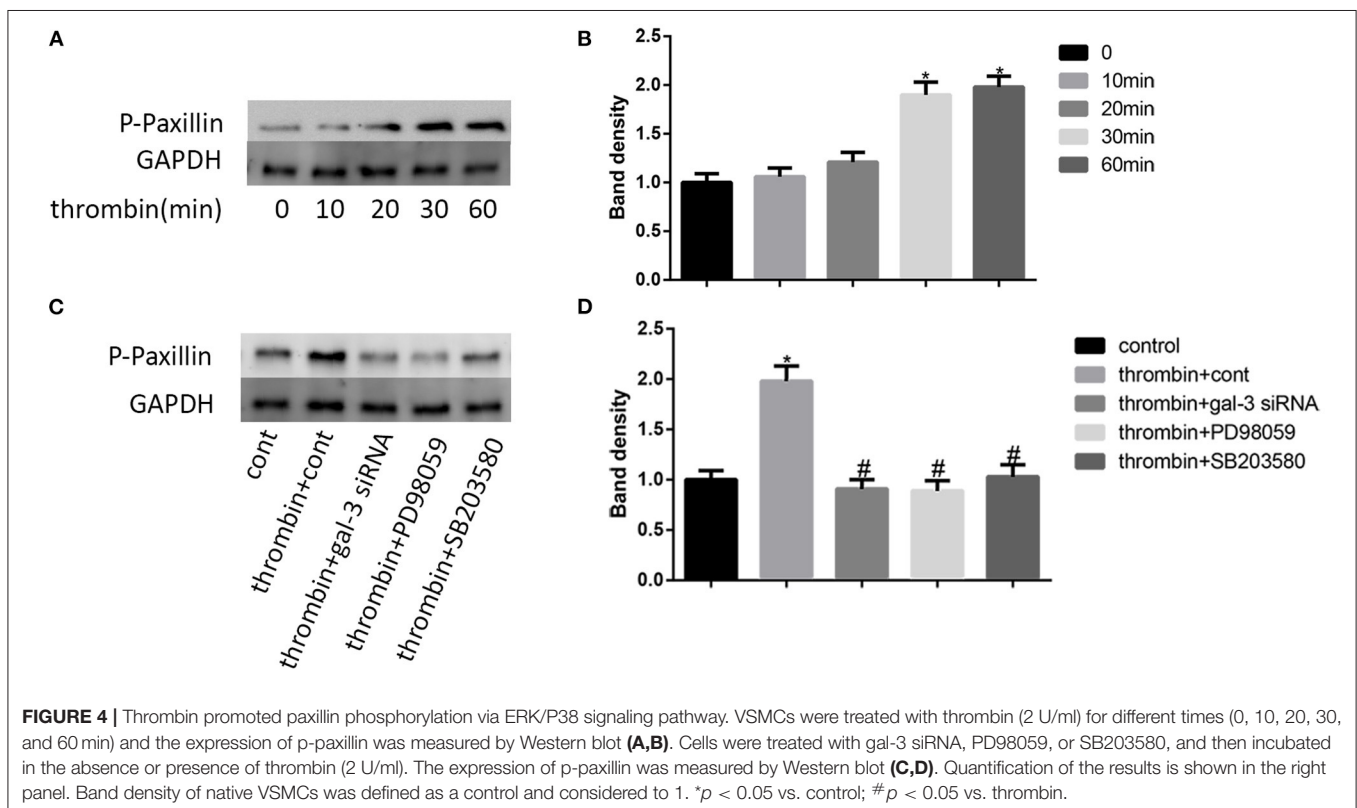 A
P-Paxillin
GAPDH
thrombin(min) 0 10 20 30 60
B
Band density
2.5
2.0
1.5
1.0
0.5
0.0
* *
0
10min
20min
30min
60min
C
P-Paxillin
GAPDH
cont
thrombin+cont
thrombin+gal-3 siRNA
thrombin+PD98059
thrombin+SB203580
D
Band density
2.5
2.0
1.5
1.0
0.5
0.0
* # # #
control
thrombin+cont
thrombin+gal-3 siRNA
thrombin+PD98059
thrombin+SB203580
FIGURE 4 | Thrombin promoted paxillin phosphorylation via ERK/P38 signaling pathway. VSMCs were treated with thrombin (2 U/ml) for different times (0, 10, 20, 30,
and 60 min) and the expression of p-paxillin was measured by Western blot (A,B). Cells were treated with gal-3 siRNA, PD98059, or SB203580, and then incubated
in the absence or presence of thrombin (2 U/ml). The expression of p-paxillin was measured by Western blot (C,D). Quantification of the results is shown in the right
panel. Band density of native VSMCs was defined as a control and considered to 1. *p < 0.05 vs. control; #p < 0.05 vs. thrombin.